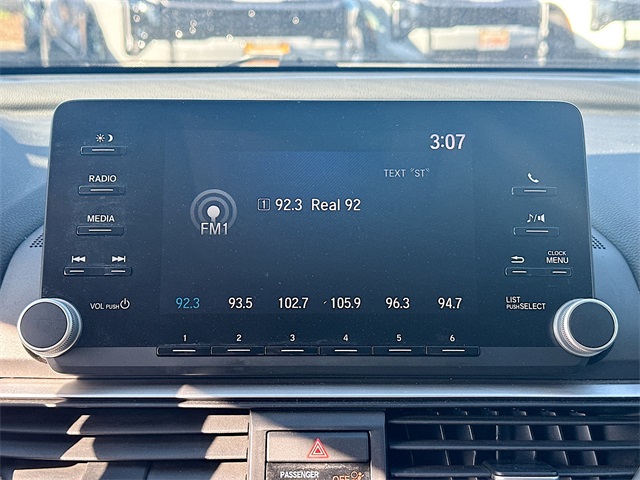 3:07
RADIO
TEXT "ST"
MEDIA
1 92.3 Real 92
FM1
CLOCK
MENU
VOL PUSH
LIST
PUSH SELECT
92.3 93.5 102.7 105.9 96.3 94.7
1 2 3 4 5 6
PASSENGER
OFF